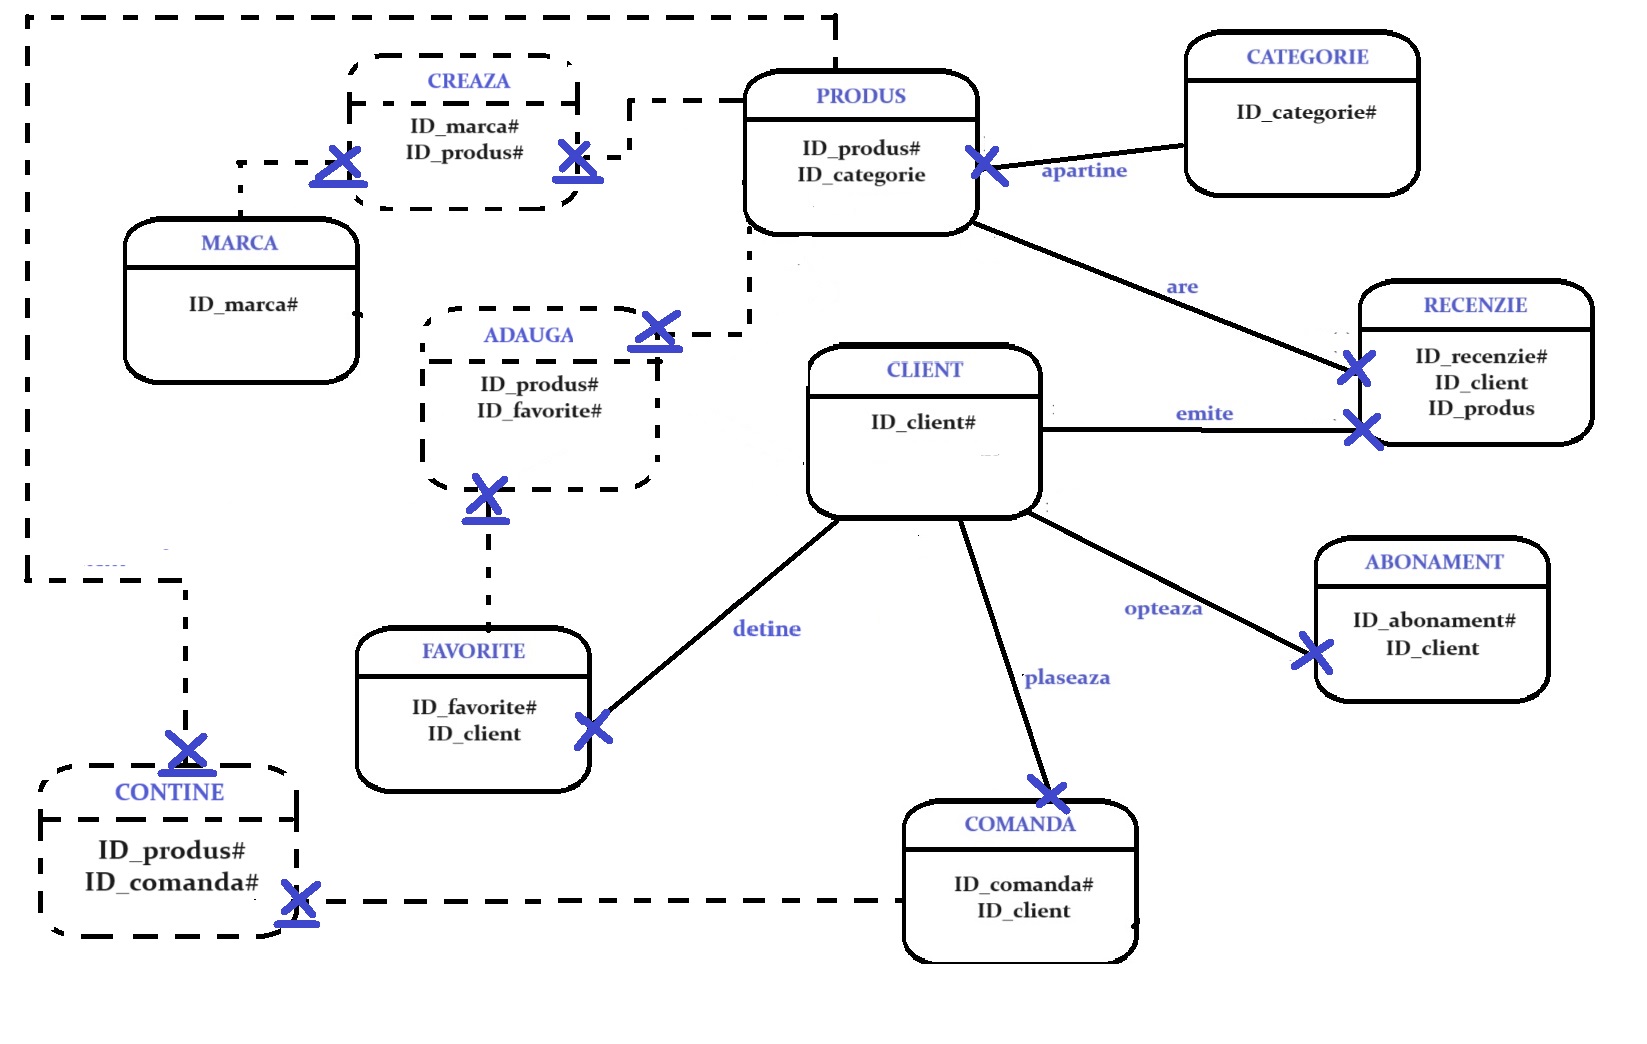 CREAZA
ID_marca#
ID_produs#
PRODUS
ID_produs#
ID_categorie
CATEGORIE
ID_categorie#
apartine
MARCA
ID_marca#
are
RECENZIE
ID_recenzie#
ID_client
ID_produs
ADAUGA
ID_produs#
ID_favorite#
CLIENT
ID_client#
emite
ABONAMENT
ID_abonament#
ID_client
opteaza
detine
plaseaza
FAVORITE
ID_favorite#
ID_client
CONTINE
ID_produs#
ID_comanda#
COMANDA
ID_comanda#
ID_client